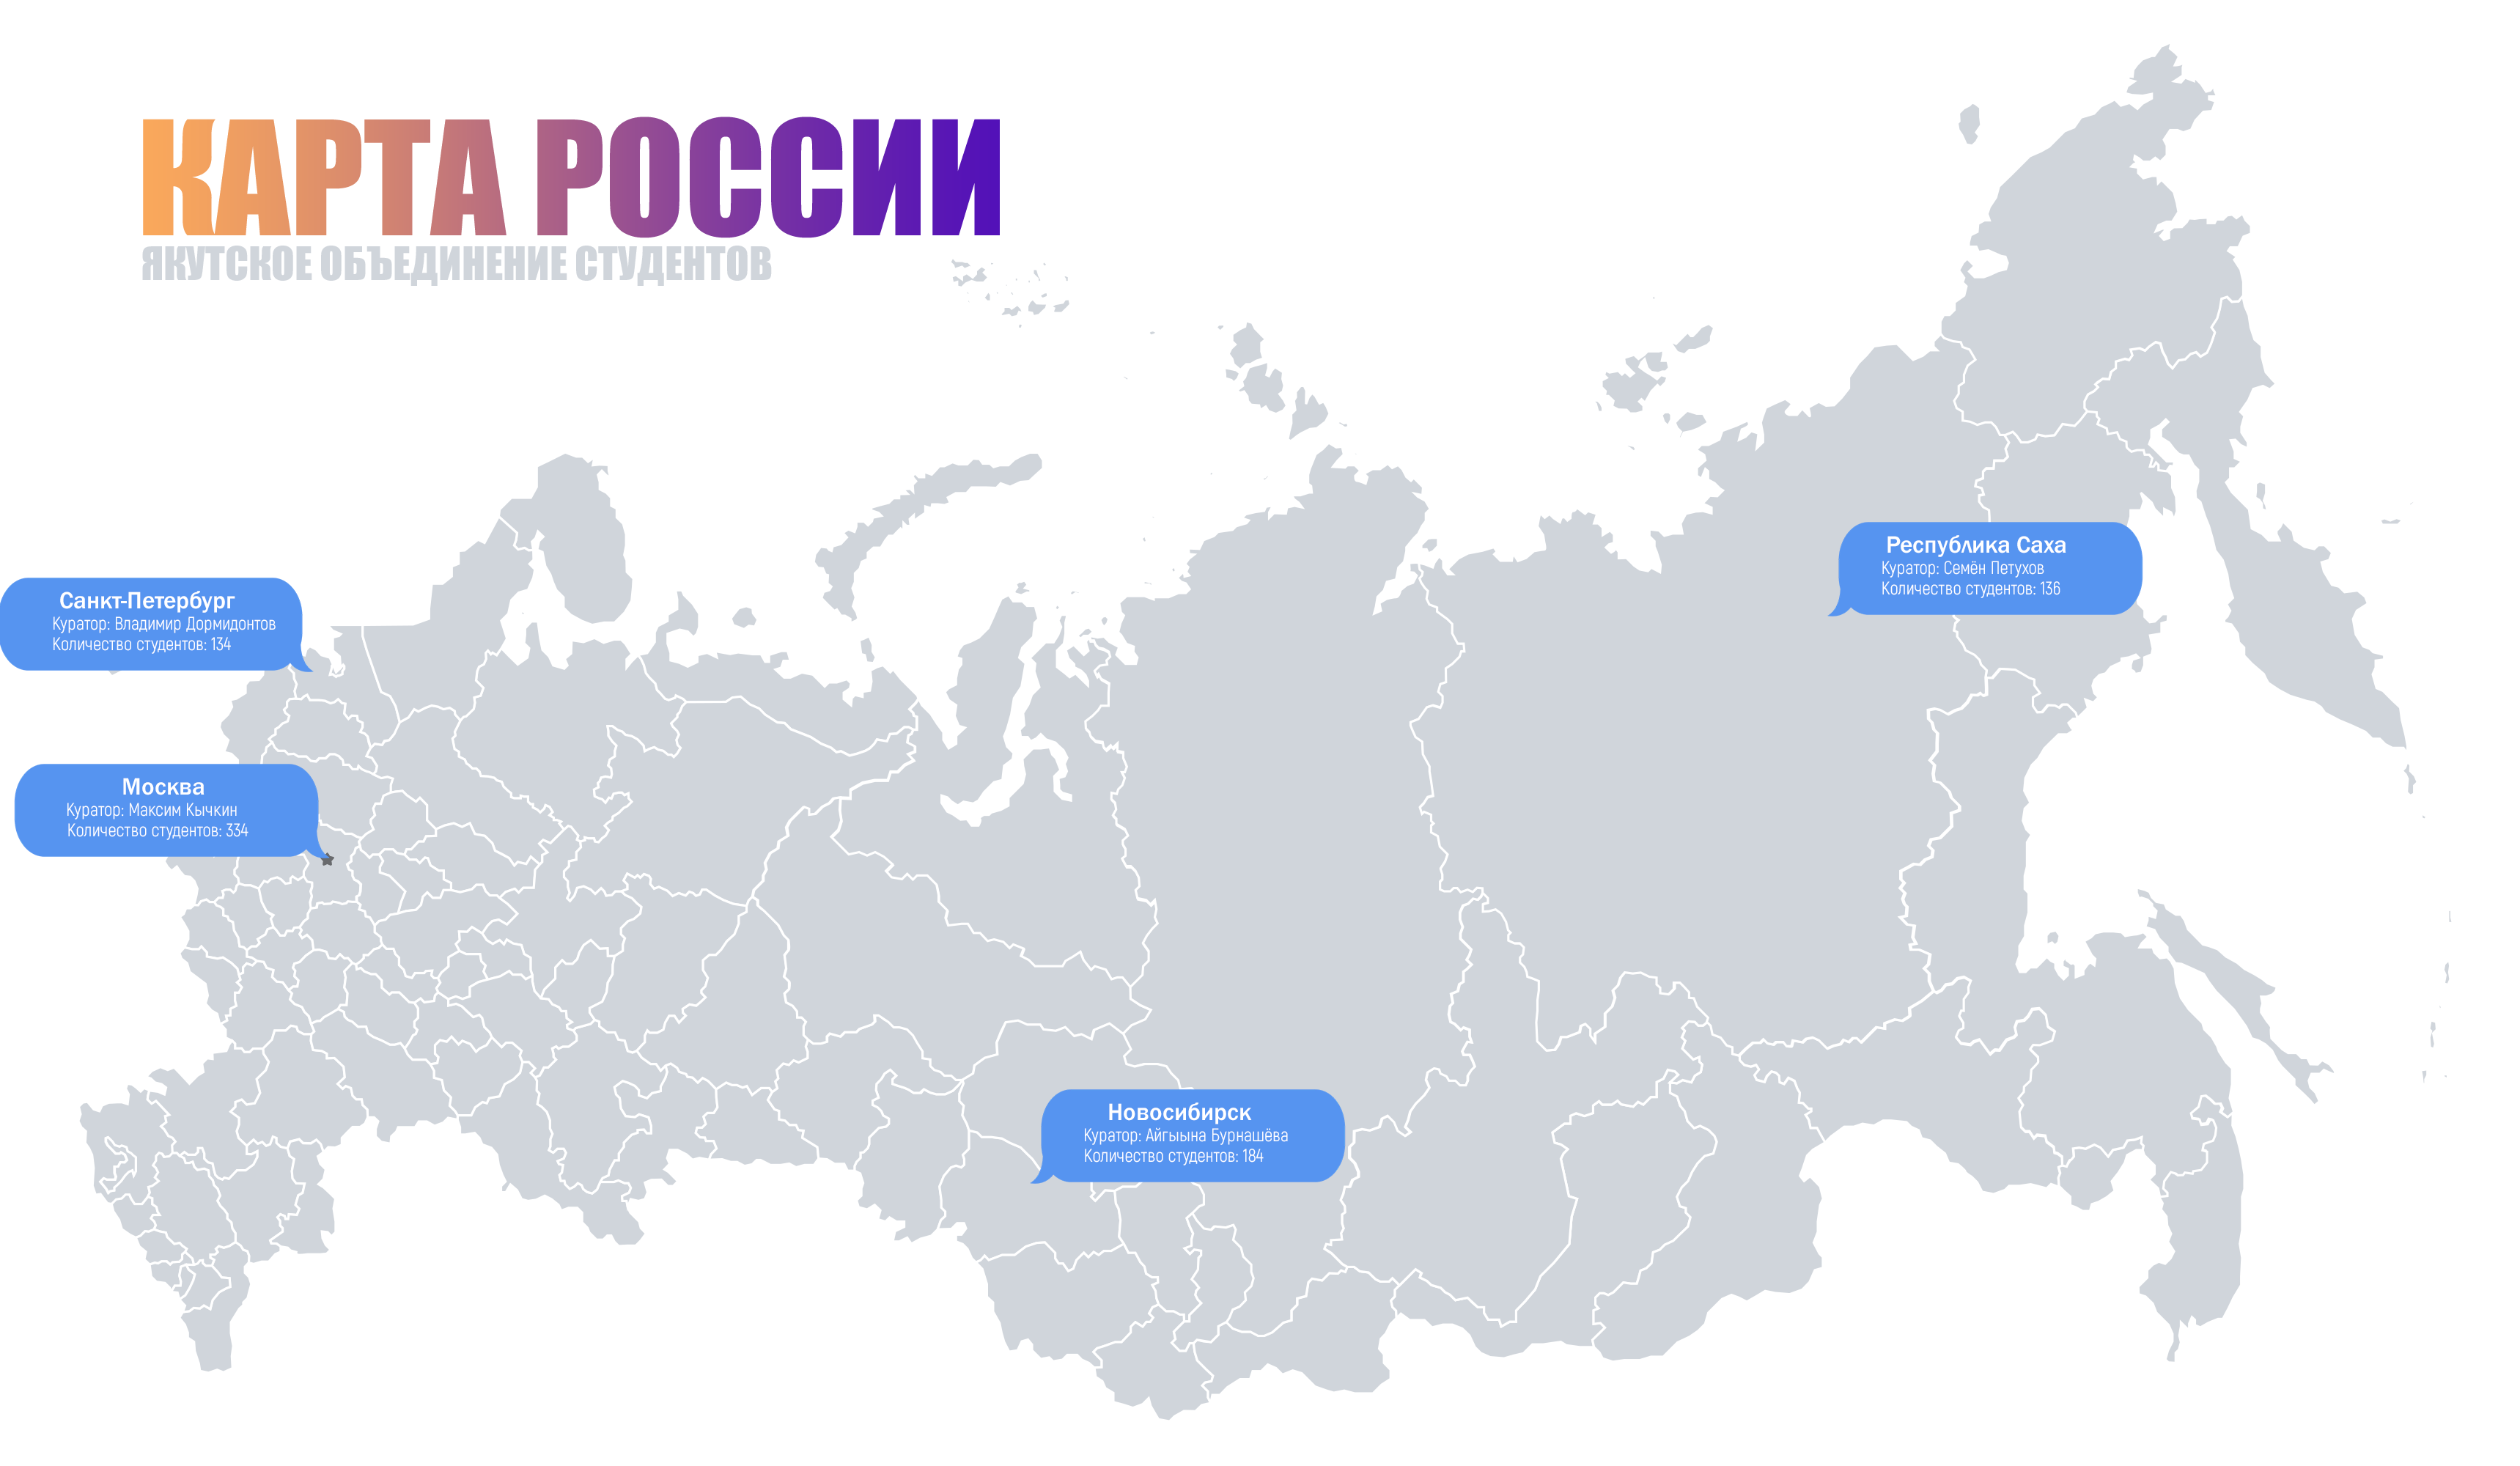 КАРТА РОССИИ
ЯКУТСКОЕ ОБЪЕДИНЕНИЕ СТУДЕНТОВ
Республика Саха
Куратор: Семён Петухов
Количество студентов: 136
Санкт-Петербург
Куратор: Владимир Дормидонтов
Количество студентов: 134
Москва
Куратор: Максим Кычкин
Количество студентов: 334
Новосибирск
Куратор: Айгыына Бурнашёва
Количество студентов: 184